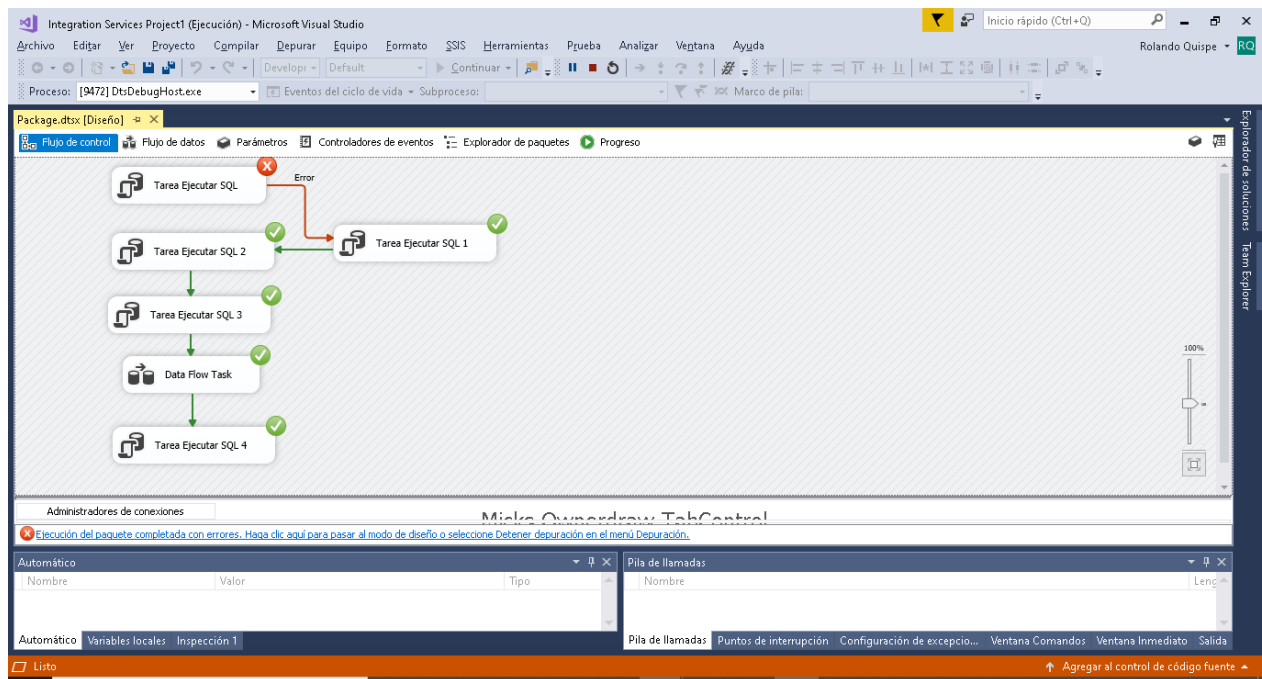 Integration Services Project1 (Ejecución) - Microsoft Visual Studio
Inicio rápido (Ctrl+Q)
Archivo Editar Ver Proyecto Compilar Depurar Equipo Formato SSIS Herramientas Prueba Analizar Ventana Ayuda
Rolando Quispe RQ
Developi Default Continuar
Proceso: [9472] DtsDebugHost.exe Eventos del ciclo de vida Subproceso: Marco de pila:
Package.dtsx [Diseño]
Flujo de control Flujo de datos Parámetros Controladores de eventos Explorador de paquetes Progreso
Explorador de soluciones
Team Explorer
Tarea Ejecutar SQL
Error
Tarea Ejecutar SQL 1
Tarea Ejecutar SQL 2
Tarea Ejecutar SQL 3
Data Flow Task
Tarea Ejecutar SQL 4
100%
Administradores de conexiones
Micks Ownerdraw TabControl
Ejecución del paquete completada con errores. Haga clic aquí para pasar al modo de diseño o seleccione Detener depuración en el menú Depuración.
Automático
Nombre Valor Tipo
Automático Variables locales Inspección 1
Pila de llamadas
Nombre Leng
Pila de llamadas Puntos de interrupción Configuración de excepcio... Ventana Comandos Ventana Inmediato Salida
Listo
Agregar al control de código fuente